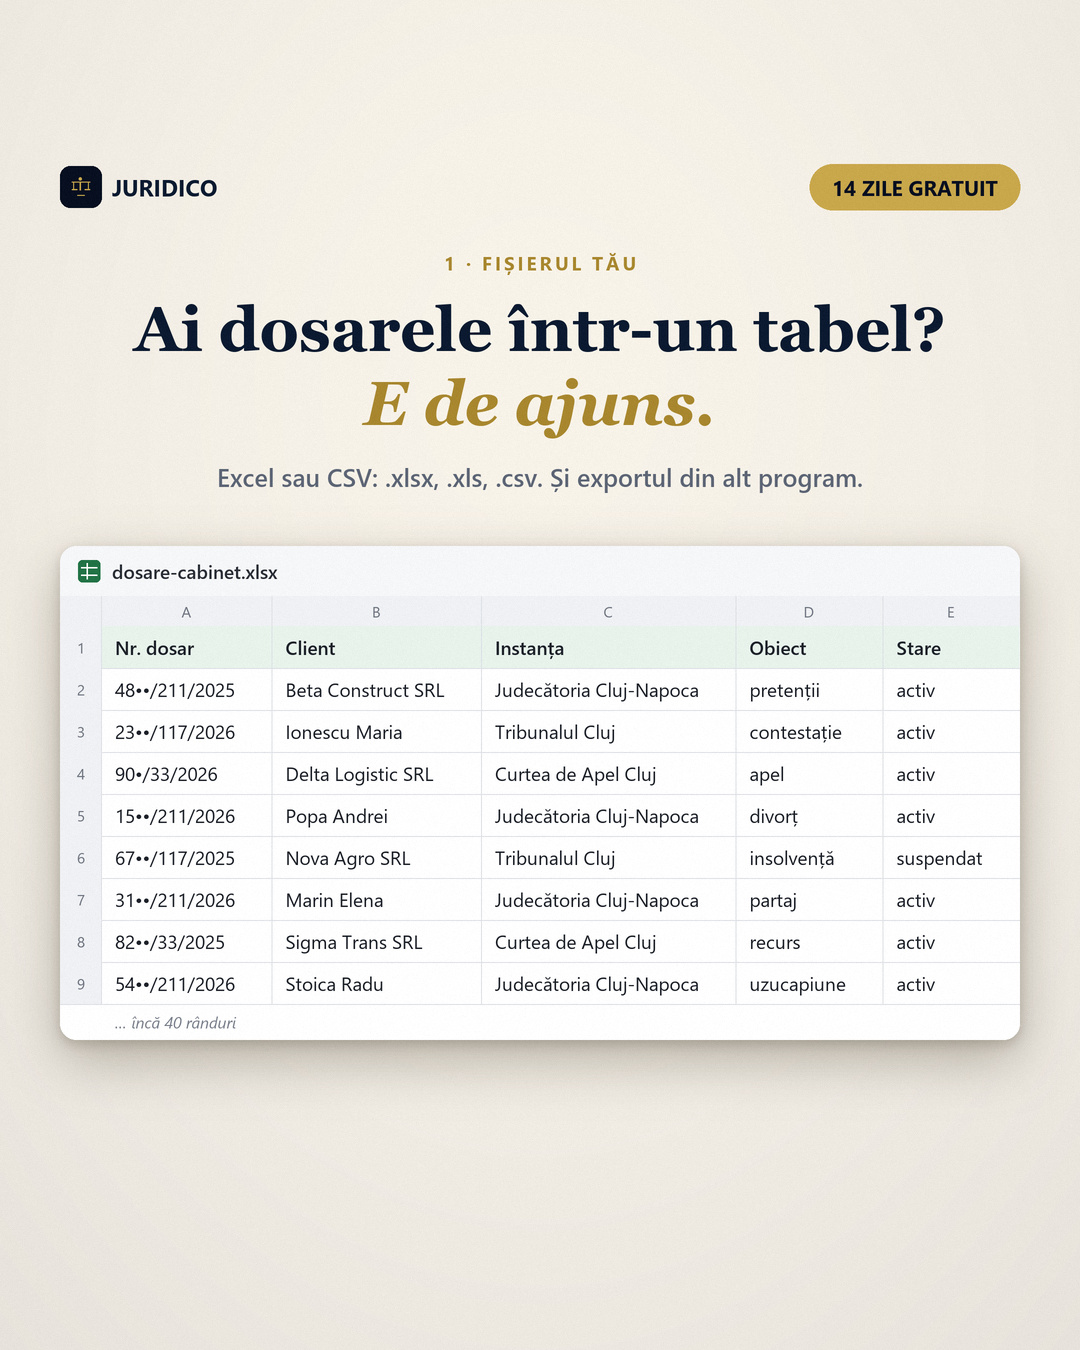 JURIDICO
14 ZILE GRATUIT
1 · FIȘIERUL TĂU
Ai dosarele într-un tabel?
E de ajuns.
Excel sau CSV: .xlsx, .xls, .csv. Și exportul din alt program.
dosare-cabinet.xlsx
A B C D E
1 Nr. dosar Client Instanța Obiect Stare
2 48••/211/2025 Beta Construct SRL Judecătoria Cluj-Napoca pretenții activ
3 23••/117/2026 Ionescu Maria Tribunalul Cluj contestație activ
4 90•/33/2026 Delta Logistic SRL Curtea de Apel Cluj apel activ
5 15••/211/2026 Popa Andrei Judecătoria Cluj-Napoca divorț activ
6 67••/117/2025 Nova Agro SRL Tribunalul Cluj insolvență suspendat
7 31••/211/2026 Marin Elena Judecătoria Cluj-Napoca partaj activ
8 82••/33/2025 Sigma Trans SRL Curtea de Apel Cluj recurs activ
9 54••/211/2026 Stoica Radu Judecătoria Cluj-Napoca uzucapiune activ
... încă 40 rânduri